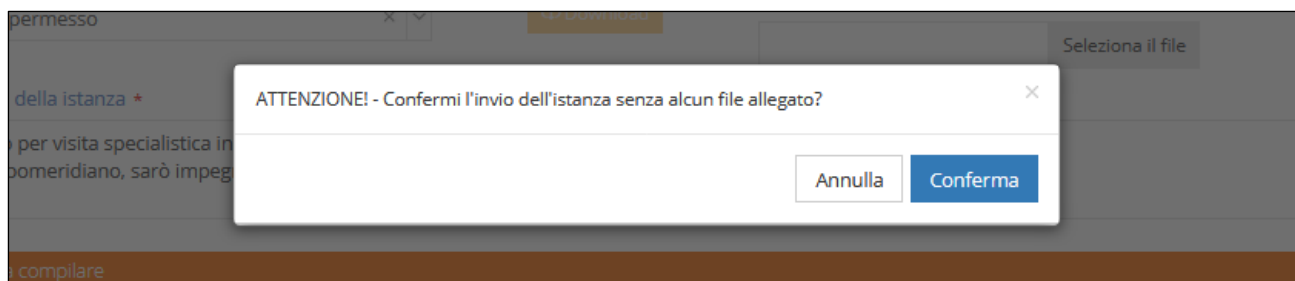 permesso
Download
Seleziona il file
della istanza *
ATTENZIONE! - Confermi l'invio dell'istanza senza alcun file allegato?
per visita specialistica in
pomeridiano, sarò impeg
Annulla
Conferma
compilare